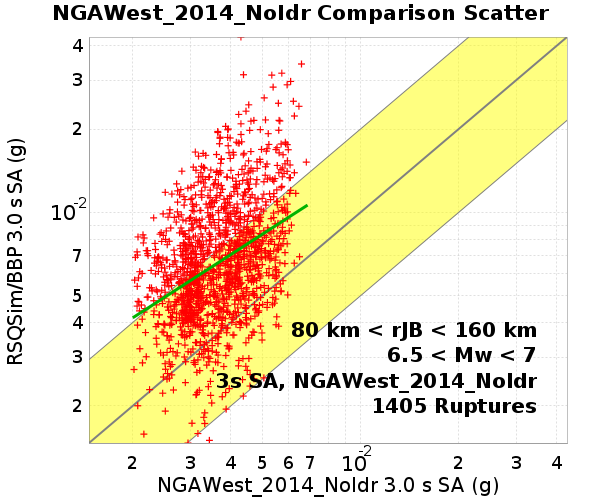 NGAWest_2014_NoIdr Comparison Scatter
RSQSim/BBP 3.0 s SA (g)
4
3
2
10-2
7
5
4
3
2
80 km < rJB < 160 km
6.5 < Mw < 7
3s SA, NGAWest_2014_NoIdr
1405 Ruptures
2 3 4 5 6 7 10-2 2 3 4
NGAWest_2014_NoIdr 3.0 s SA (g)